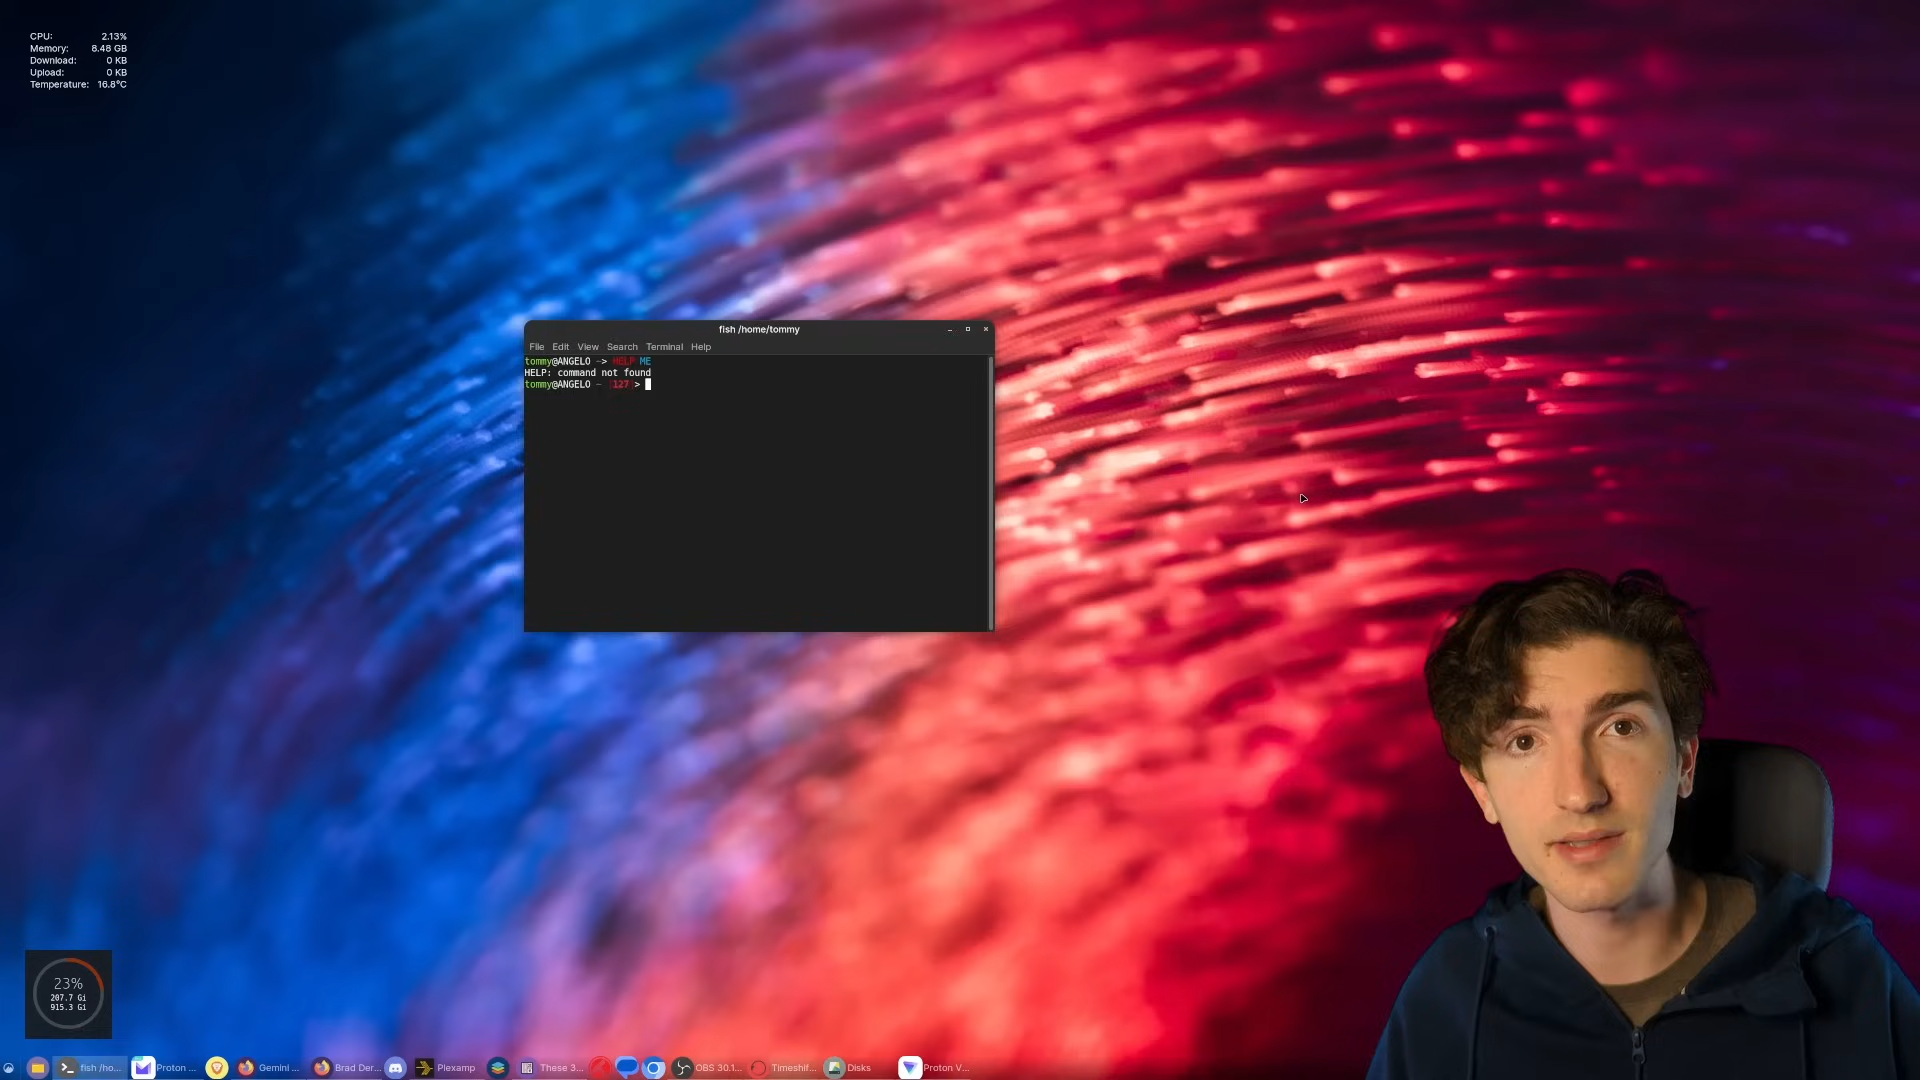 CPU: 2.13%
Memory: 8.48 GB
Download: 0 KB
Upload: 0 KB
Temperature: 16.8°C
fish /home/tommy
File Edit View Search Terminal Help
tommy@ANGELO ~> HELP ME
HELP: command not found
tommy@ANGELO ~ [127]>
23%
207.7 Gi
915.3 Gi
fish /ho... Proton ... Gemini ... Brad Der... Plexamp These 3... OBS 30.1... Timeshif... Disks Proton V...